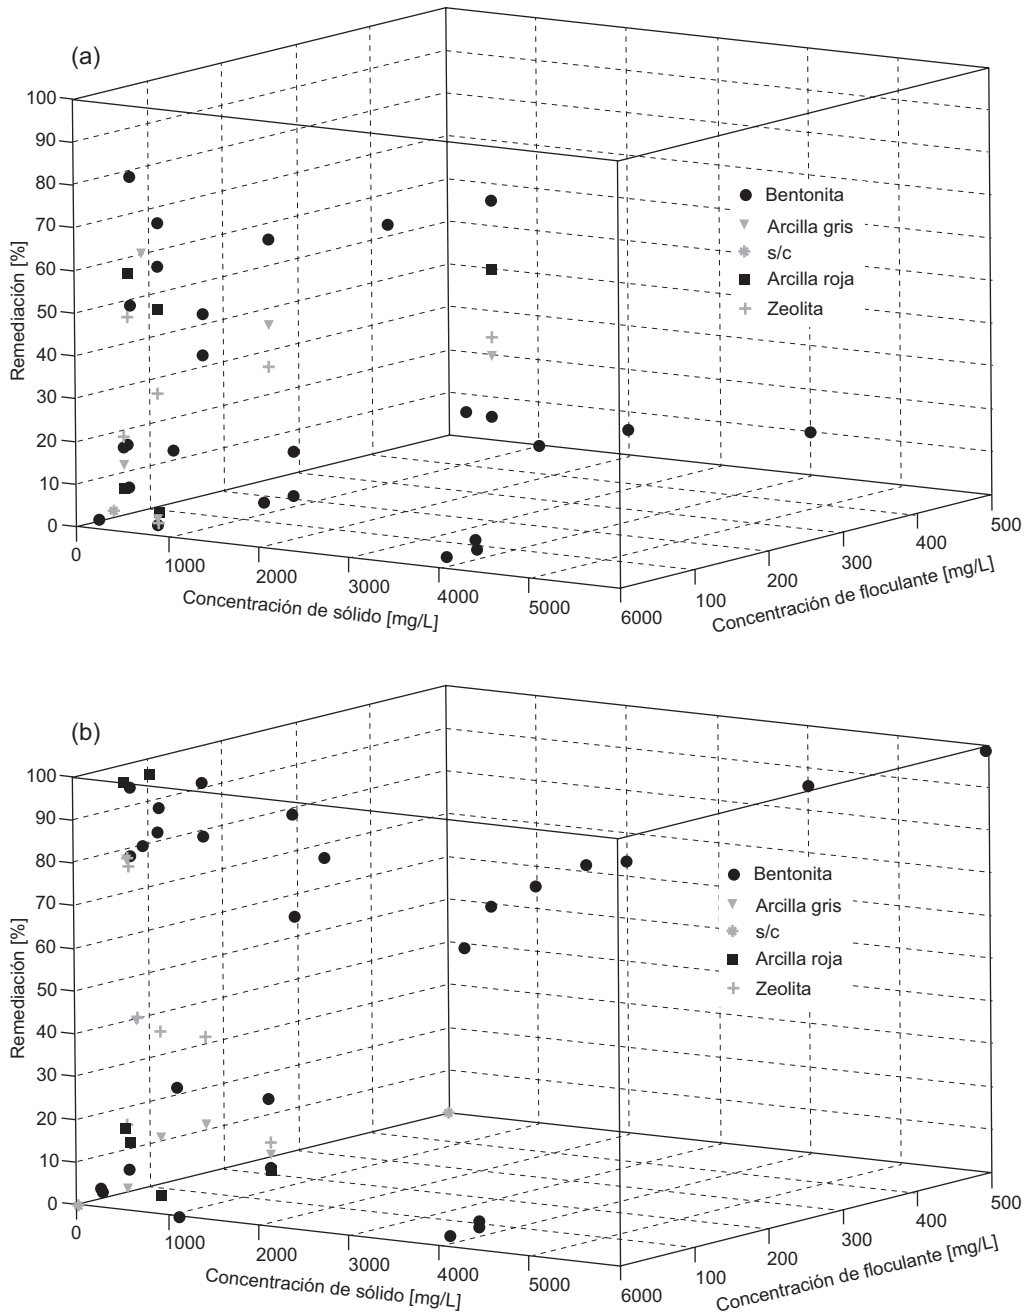 (a)
100
90
80
70
60
50
40
30
20
10
0
Remediación [%]
Bentonita
Arcilla gris
s/c
Arcilla roja
Zeolita
0
1000
2000
3000
4000
5000
6000
Concentración de sólido [mg/L]
100
200
300
400
500
Concentración de floculante [mg/L]
(b)
100
90
80
70
60
50
40
30
20
10
0
Remediación [%]
Bentonita
Arcilla gris
s/c
Arcilla roja
Zeolita
0
1000
2000
3000
4000
5000
6000
Concentración de sólido [mg/L]
100
200
300
400
500
Concentración de floculante [mg/L]